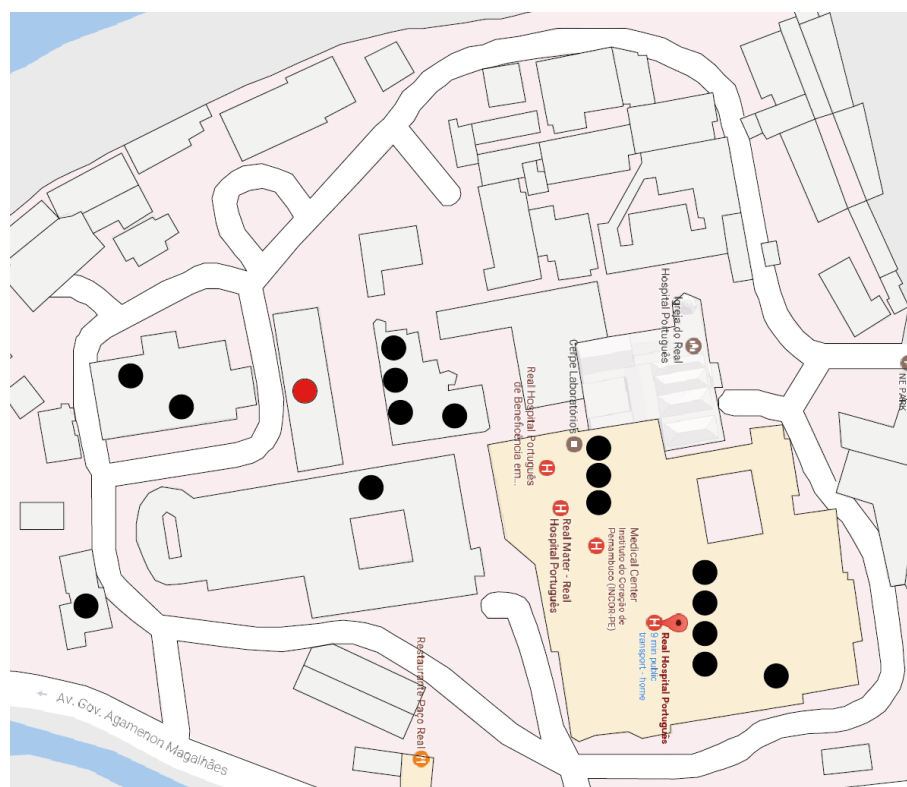 Igreja do Real
Hospital Português
NE PARK
Cerpe Laboratórios
Real Hospital Português
de Beneficência em...
Real Mater - Real
Hospital Português
Medical Center
Instituto do Coração de
Pernambuco (INCOR-PE)
Real Hospital Português
9 min public
transport - home
Restaurante Paço Real
← Av. Gov. Agamenon Magalhães